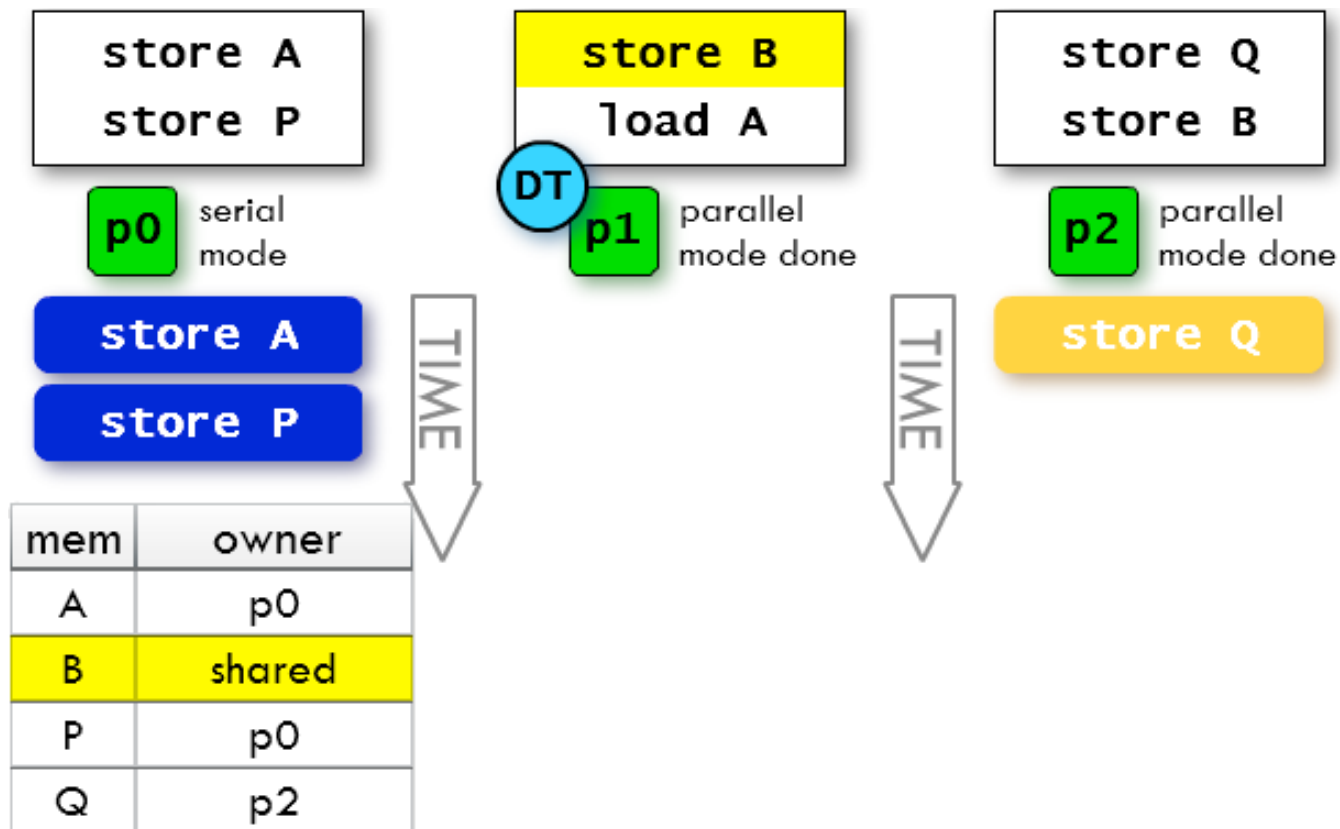 store A
store P
store B
load A
store Q
store B
DT
p0
serial
mode
p1
parallel
mode done
p2
parallel
mode done
store A
store P
TIME
TIME
store Q
mem owner
A p0
B shared
P p0
Q p2